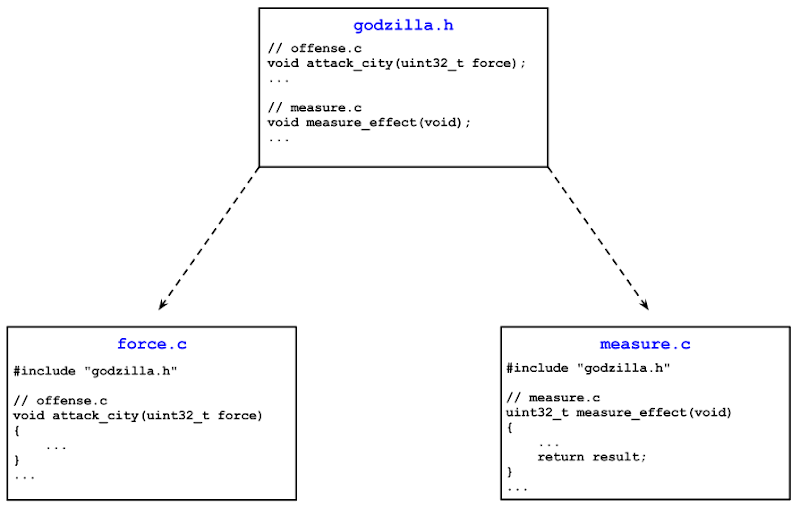 godzilla.h
// offense.c
void attack_city(uint32_t force);
...
// measure.c
void measure_effect(void);
...
force.c
#include "godzilla.h"
// offense.c
void attack_city(uint32_t force)
{
...
}
...
measure.c
#include "godzilla.h"
// measure.c
uint32_t measure_effect(void)
{
...
return result;
}
...